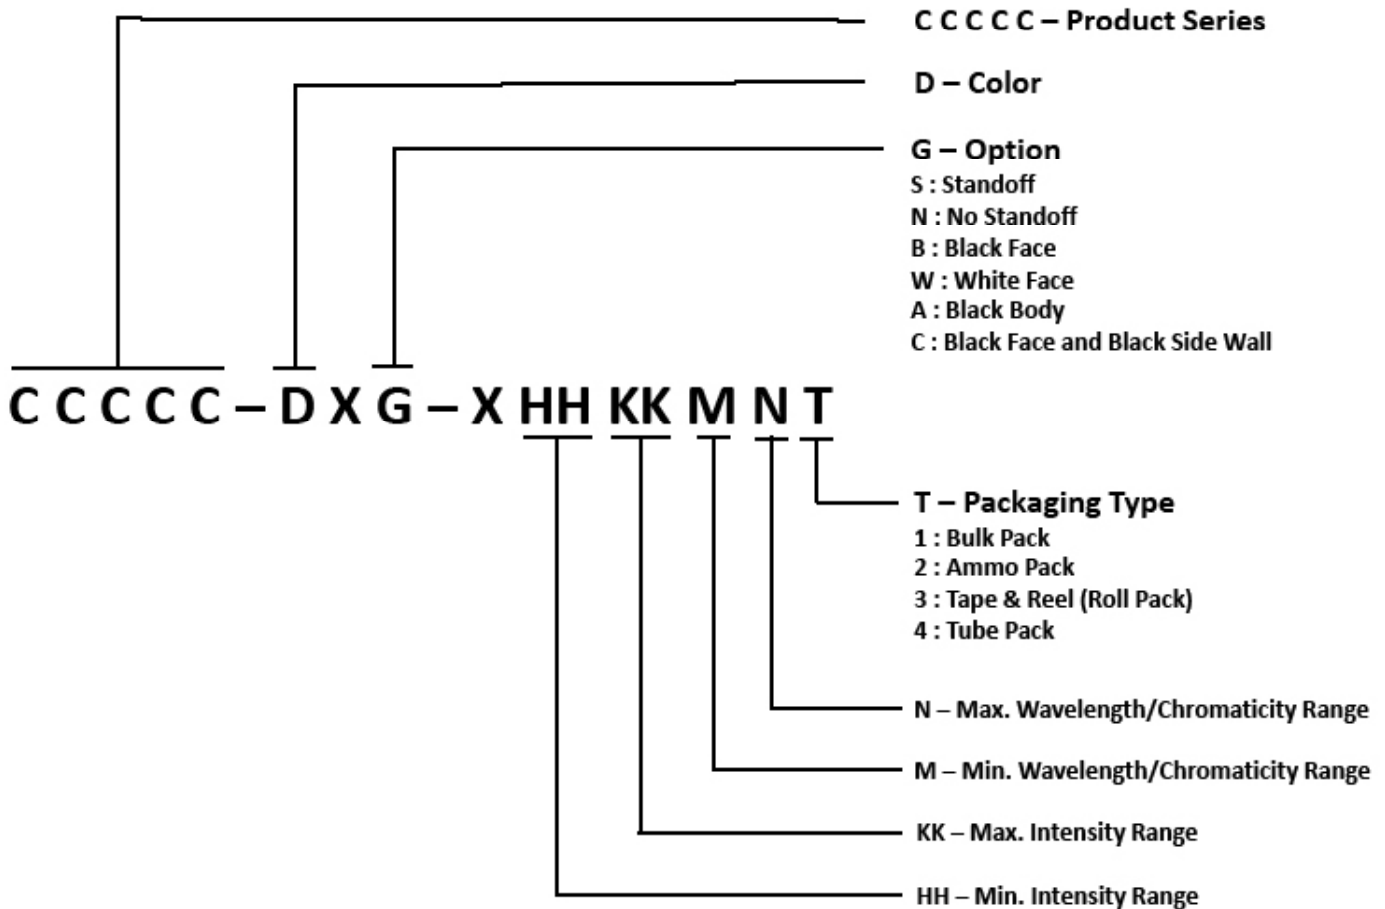 C C C C C – Product Series
D – Color
G – Option
S : Standoff
N : No Standoff
B : Black Face
W : White Face
A : Black Body
C : Black Face and Black Side Wall
C C C C C – D X G – X HH KK M N T
T – Packaging Type
1 : Bulk Pack
2 : Ammo Pack
3 : Tape & Reel (Roll Pack)
4 : Tube Pack
N – Max. Wavelength/Chromaticity Range
M – Min. Wavelength/Chromaticity Range
KK – Max. Intensity Range
HH – Min. Intensity Range